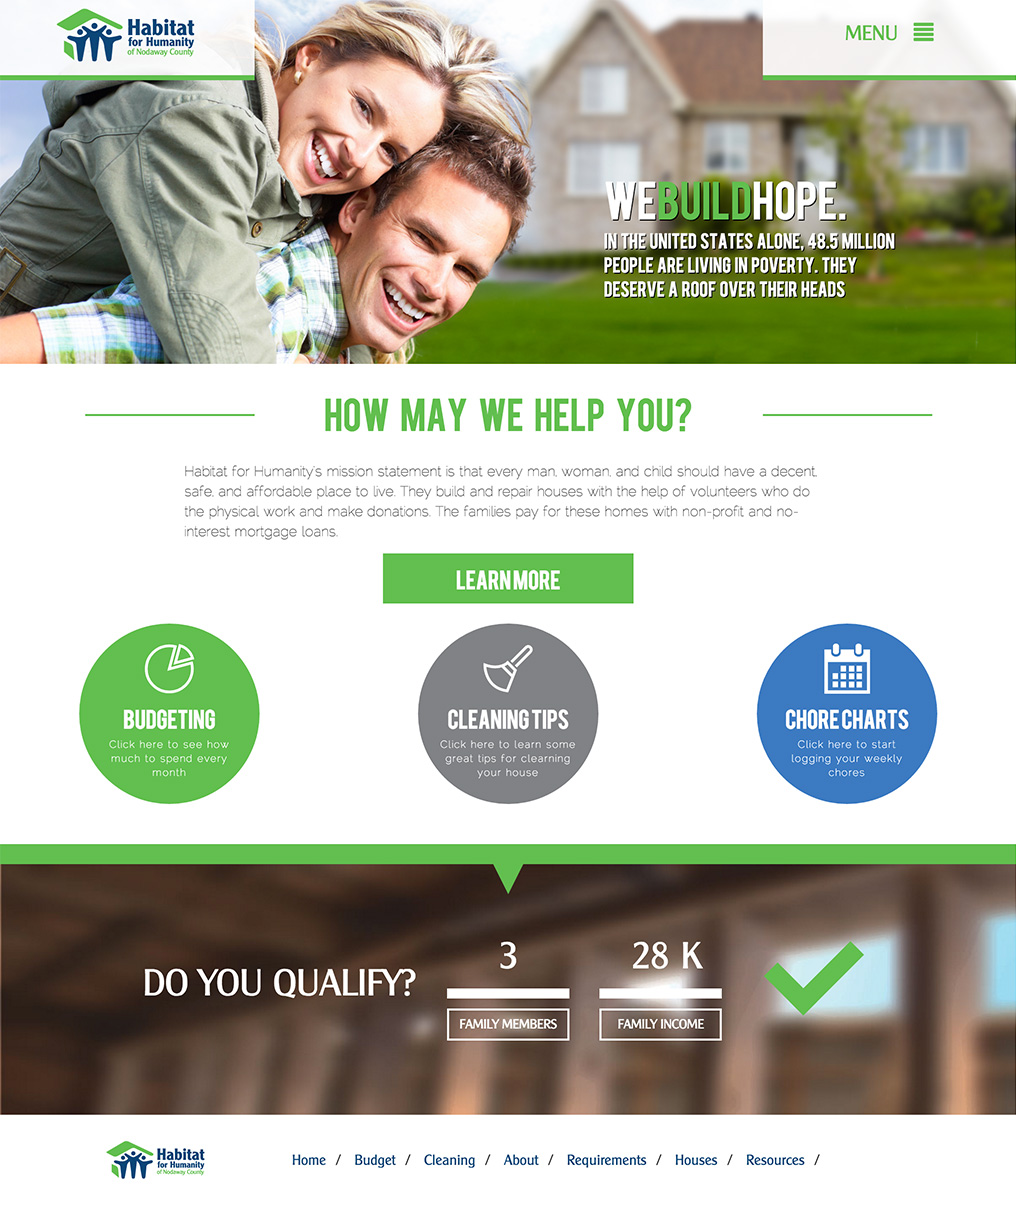 Habitat
for Humanity
of Nodaway County
MENU
WEBUILDHOPE.
IN THE UNITED STATES ALONE, 48.5 MILLION
PEOPLE ARE LIVING IN POVERTY. THEY
DESERVE A ROOF OVER THEIR HEADS
HOW MAY WE HELP YOU?
Habitat for Humanity's mission statement is that every man, woman, and child should have a decent,
safe, and affordable place to live. They build and repair houses with the help of volunteers who do
the physical work and make donations. The families pay for these homes with non-profit and no-
interest mortgage loans.
LEARN MORE
BUDGETING
Click here to see how
much to spend every
month
CLEANING TIPS
Click here to learn some
great tips for clearning
your house
CHORE CHARTS
Click here to start
logging your weekly
chores
DO YOU QUALIFY?
3
FAMILY MEMBERS
28 K
FAMILY INCOME
Habitat
for Humanity
of Nodaway County
Home / Budget / Cleaning / About / Requirements / Houses / Resources /